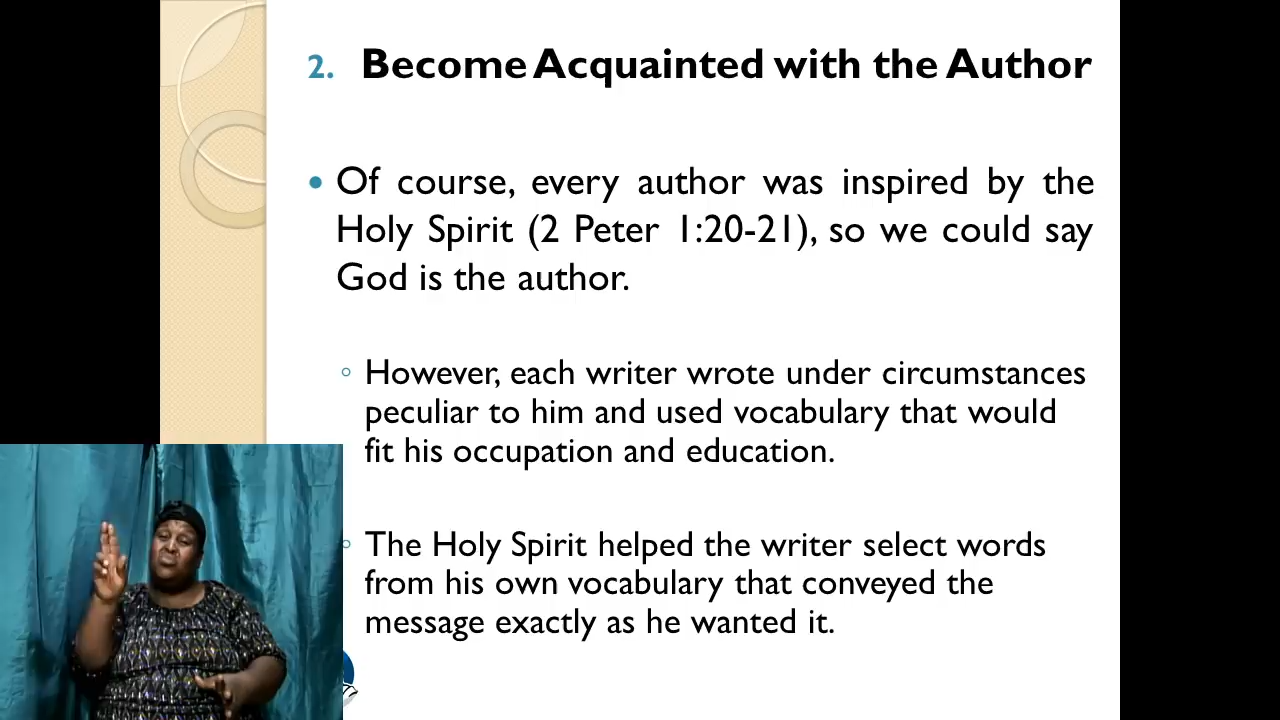 2. Become Acquainted with the Author
• Of course, every author was inspired by the
Holy Spirit (2 Peter 1:20-21), so we could say
God is the author.
◦ However, each writer wrote under circumstances
peculiar to him and used vocabulary that would
fit his occupation and education.
◦ The Holy Spirit helped the writer select words
from his own vocabulary that conveyed the
message exactly as he wanted it.